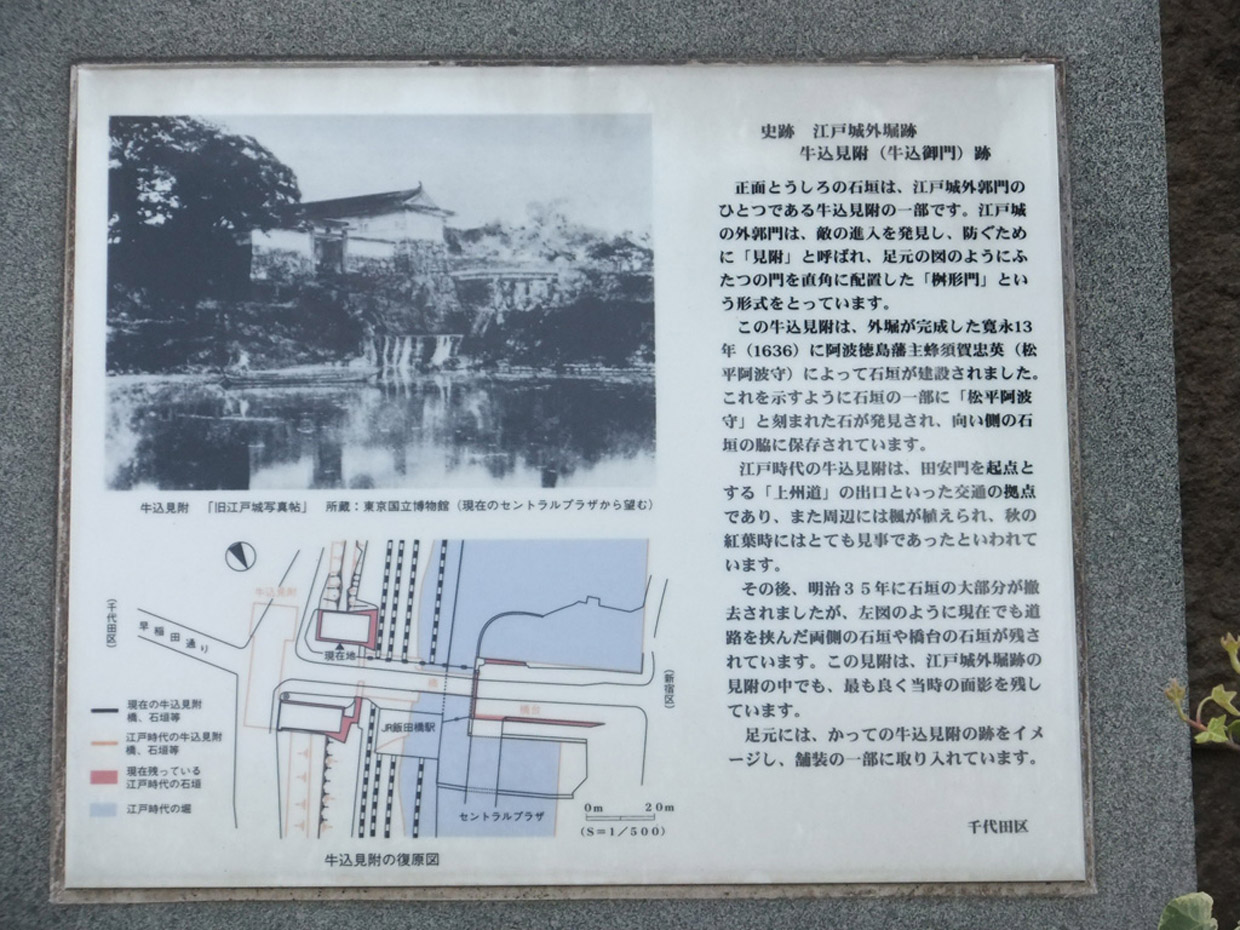 史跡　江戸城外堀跡
牛込見附（牛込御門）跡
正面とうしろの石垣は、江戸城外郭門の
ひとつである牛込見附の一部です。江戸城
の外郭門は、敵の進入を発見し、防ぐため
に「見附」と呼ばれ、足元の図のようにふ
たつの門を直角に配置した「桝形門」とい
う形式をとっています。
この牛込見附は、外堀が完成した寛永13
年（1636）に阿波徳島藩主蜂須賀忠英（松
平阿波守）によって石垣が建設されました。
これを示すように石垣の一部に「松平阿波
守」と刻まれた石が発見され、向い側の石
垣の脇に保存されています。
江戸時代の牛込見附は、田安門を起点と
する「上州道」の出口といった交通の拠点
であり、また周辺には楓が植えられ、秋の
紅葉時にはとても見事であったといわれて
います。
その後、明治３５年に石垣の大部分が撤
去されましたが、左図のように現在でも道
路を挟んだ両側の石垣や橋台の石垣が残さ
れています。この見附は、江戸城外堀跡の
見附の中でも、最も良く当時の面影を残し
ています。
足元には、かっての牛込見附の跡をイメ
ージし、舗装の一部に取り入れています。
千代田区
牛込見附　「旧江戸城写真帖」　所蔵：東京国立博物館（現在のセントラルプラザから望む）
牛込見附
（千代田区）
早稲田通り
現在地
橋
（新宿区）
橋台
JR飯田橋駅
セントラルプラザ
現在の牛込見附
橋、石垣等
江戸時代の牛込見附
橋、石垣等
現在残っている
江戸時代の石垣
江戸時代の堀
0m　20m
（S＝1／500）
牛込見附の復原図